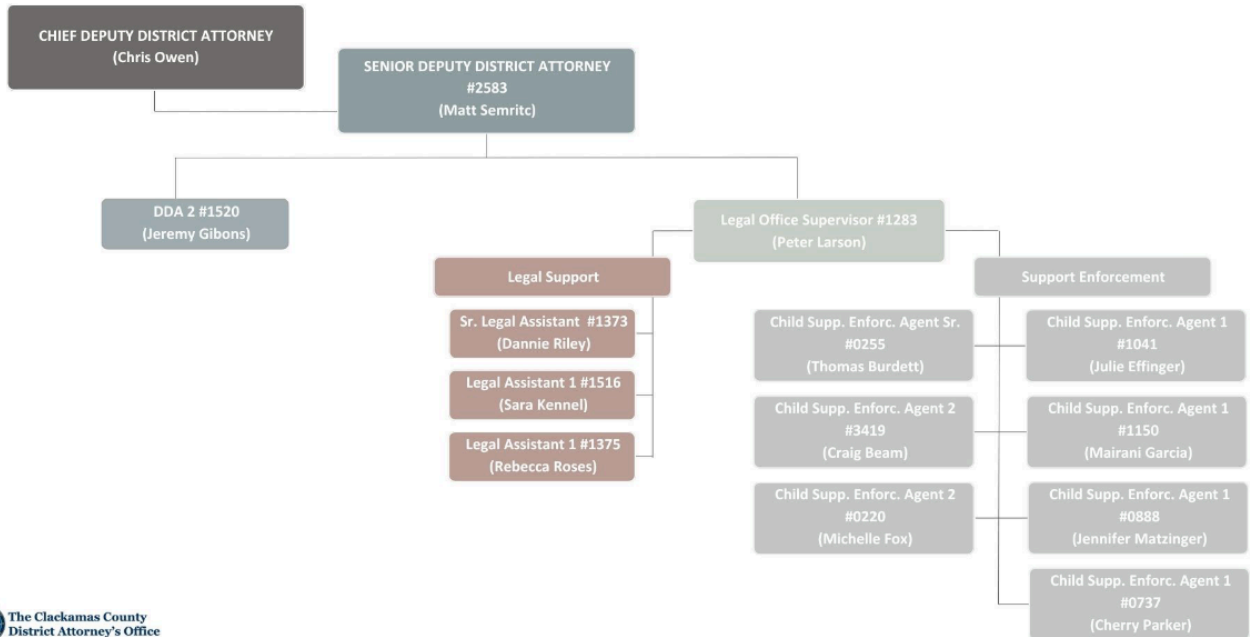 CHIEF DEPUTY DISTRICT ATTORNEY
(Chris Owen)
SENIOR DEPUTY DISTRICT ATTORNEY
#2583
(Matt Semritc)
DDA 2 #1520
(Jeremy Gibons)
Legal Office Supervisor #1283
(Peter Larson)
Legal Support
Sr. Legal Assistant #1373
(Dannie Riley)
Legal Assistant 1 #1516
(Sara Kennel)
Legal Assistant 1 #1375
(Rebecca Roses)
Support Enforcement
Child Supp. Enforc. Agent Sr.
#0255
(Thomas Burdett)
Child Supp. Enforc. Agent 2
#3419
(Craig Beam)
Child Supp. Enforc. Agent 2
#0220
(Michelle Fox)
Child Supp. Enforc. Agent 1
#1041
(Julie Effinger)
Child Supp. Enforc. Agent 1
#1150
(Mairani Garcia)
Child Supp. Enforc. Agent 1
#0888
(Jennifer Matzinger)
Child Supp. Enforc. Agent 1
#0737
(Cherry Parker)
The Clackamas County
District Attorney's Office